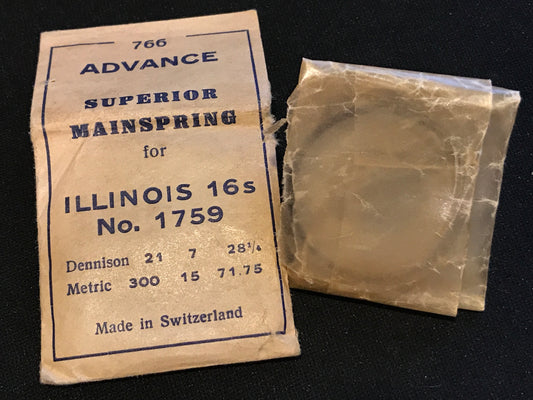 766
ADVANCE
SUPERIOR
MAINSPRING
for
ILLINOIS 16s
No. 1759
Dennison 21 7 28¼
Metric 300 15 71.75
Made in Switzerland